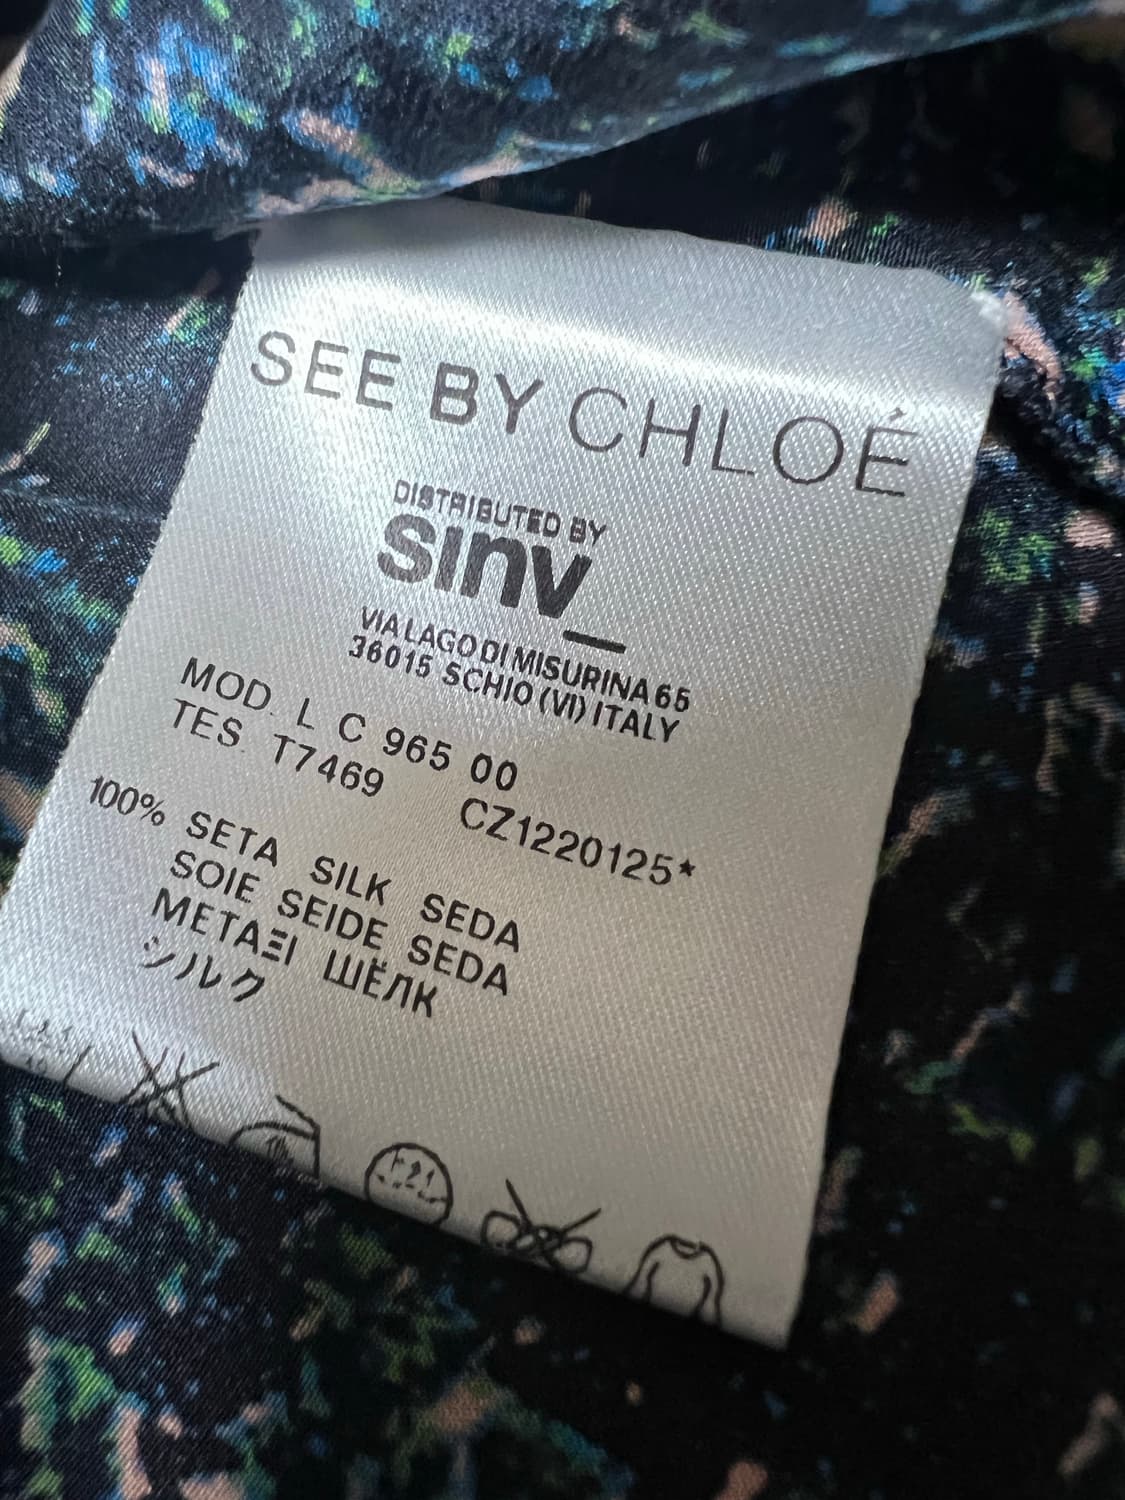 SEE BY CHLOÉ
DISTRIBUTED BY
sinv_
VIA LAGO DI MISURINA 65
36015 SCHIO (VI) ITALY
MOD. L C 965 00
TES. T7469 CZ1220125*
100% SETA SILK SEDA
SOIE SEIDE SEDA
ΜΕΤΑΞΙ ШЁЛК
シルク